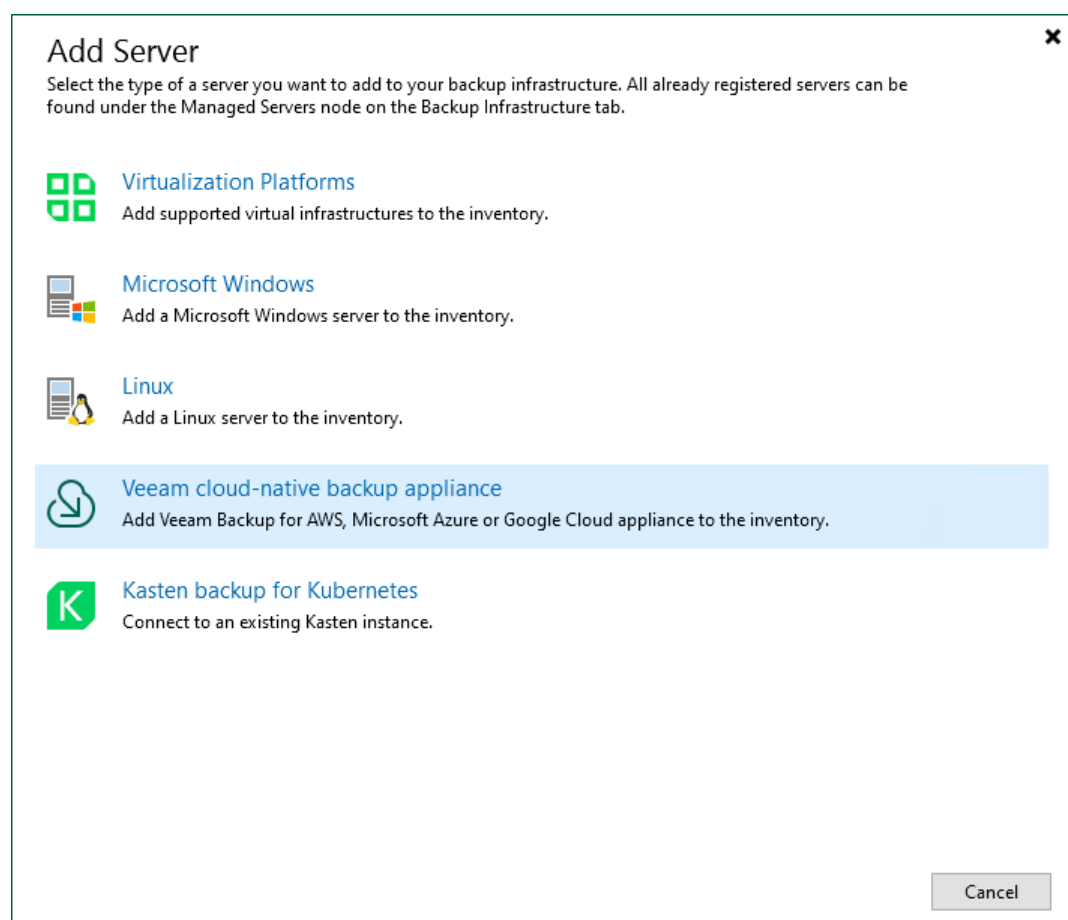 Add Server
Select the type of a server you want to add to your backup infrastructure. All already registered servers can be
found under the Managed Servers node on the Backup Infrastructure tab.
Virtualization Platforms
Add supported virtual infrastructures to the inventory.
Microsoft Windows
Add a Microsoft Windows server to the inventory.
Linux
Add a Linux server to the inventory.
Veeam cloud-native backup appliance
Add Veeam Backup for AWS, Microsoft Azure or Google Cloud appliance to the inventory.
K
Kasten backup for Kubernetes
Connect to an existing Kasten instance.
Cancel